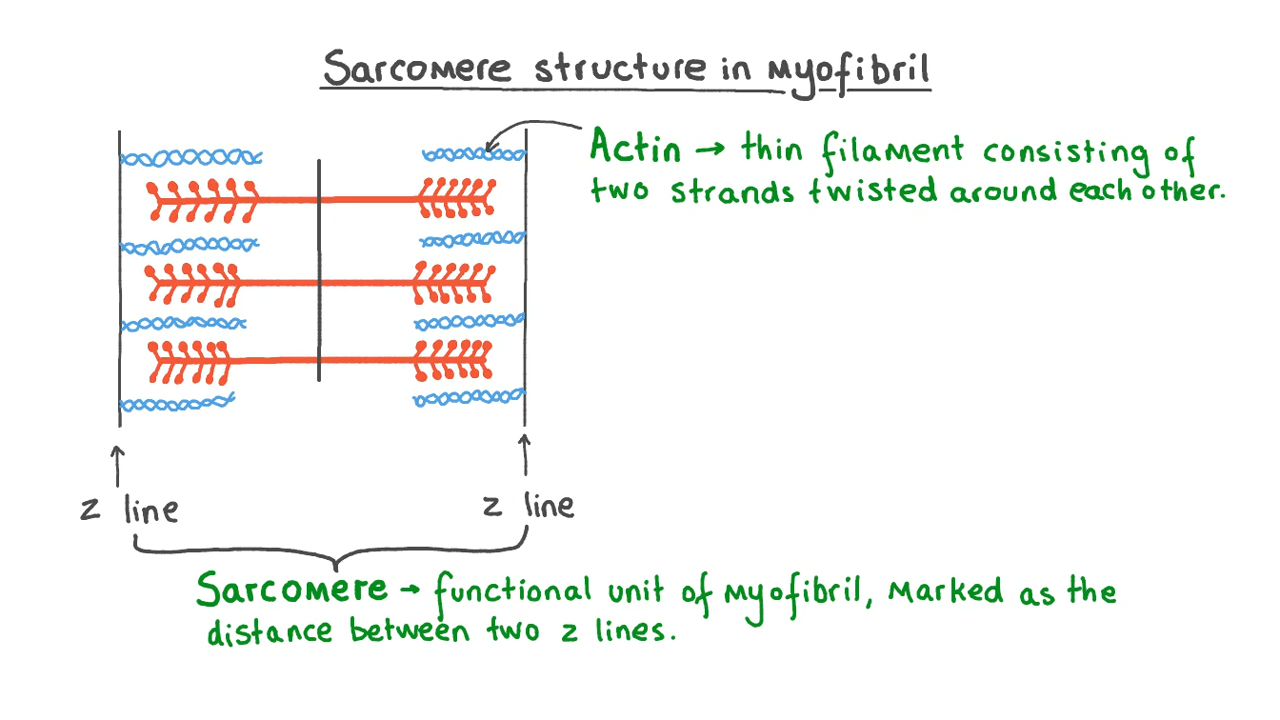 Sarcomere structure in Myofibril
Actin → thin filament consisting of
two strands twisted around each other.
z line
z line
Sarcomere → functional unit of Myofibril, Marked as the
distance between two z lines.